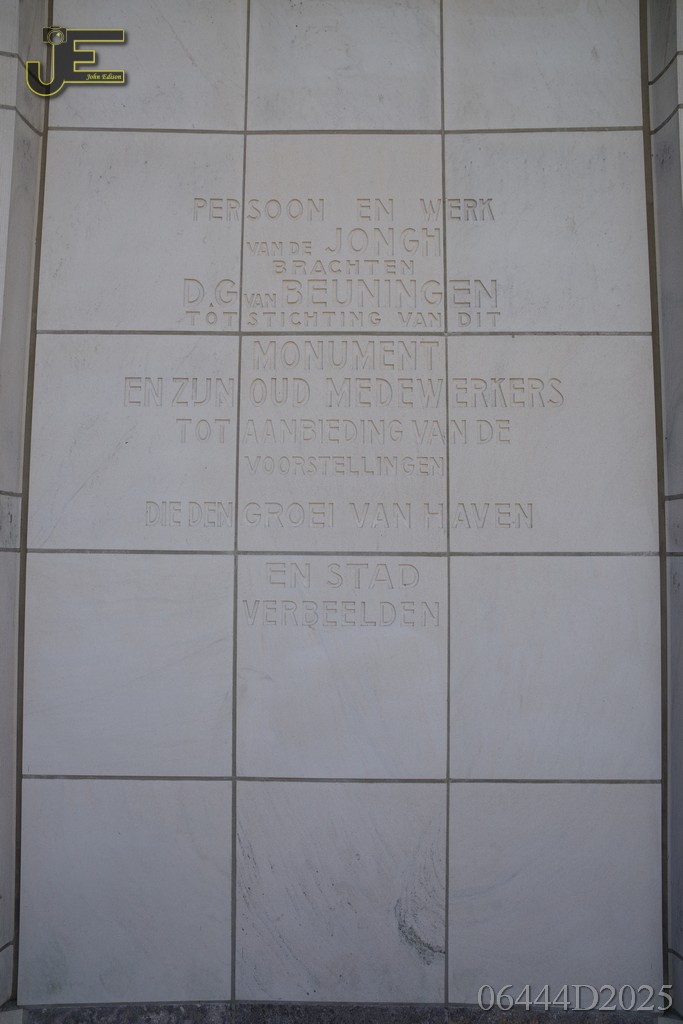 JE
John Edison
PERSOON EN WERK
VAN DE JONGH
BRACHTEN
D.G VAN BEUNINGEN
TOT STICHTING VAN DIT
MONUMENT
EN ZIJN OUD MEDEWERKERS
TOT AANBIEDING VAN DE
VOORSTELLINGEN
DIE DEN GROEI VAN HAVEN
EN STAD
VERBEELDEN
06444D2025